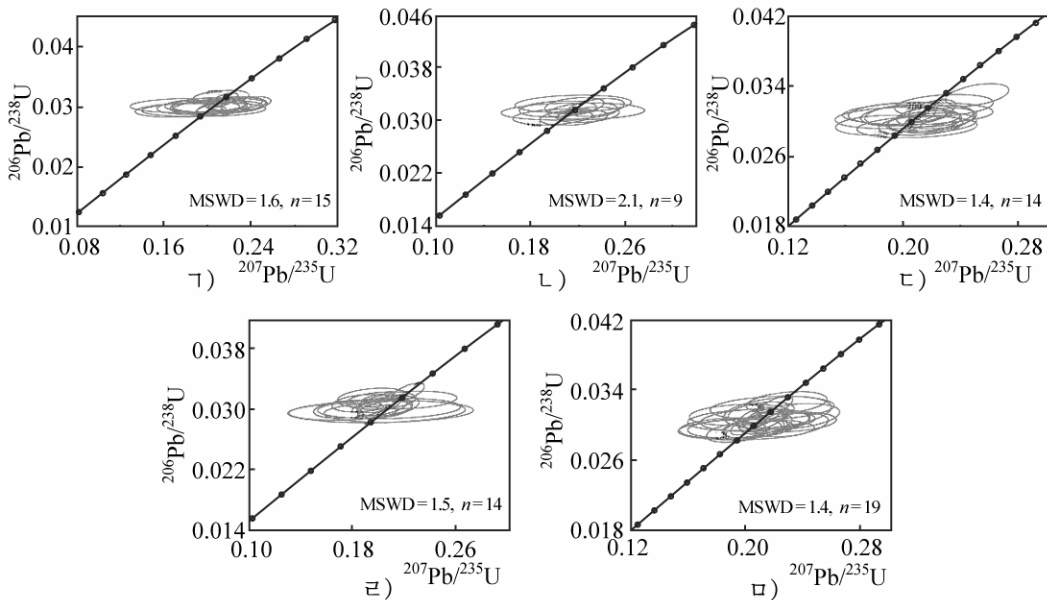 0.04
0.03
0.02
0.01
0.08
0.16
0.24
0.32
²⁰⁶Pb/²³⁸U
MSWD=1.6, n=15
ㄱ) ²⁰⁷Pb/²³⁵U
0.046
0.038
0.030
0.022
0.014
0.10
0.18
0.26
²⁰⁶Pb/²³⁸U
MSWD=2.1, n=9
ㄴ) ²⁰⁷Pb/²³⁵U
0.042
0.034
0.026
0.018
0.12
0.20
0.28
²⁰⁶Pb/²³⁸U
MSWD=1.4, n=14
ㄷ) ²⁰⁷Pb/²³⁵U
0.038
0.030
0.022
0.014
0.10
0.18
0.26
²⁰⁶Pb/²³⁸U
MSWD=1.5, n=14
ㄹ) ²⁰⁷Pb/²³⁵U
0.042
0.034
0.026
0.018
0.12
0.20
0.28
²⁰⁶Pb/²³⁸U
MSWD=1.4, n=19
ㅁ) ²⁰⁷Pb/²³⁵U